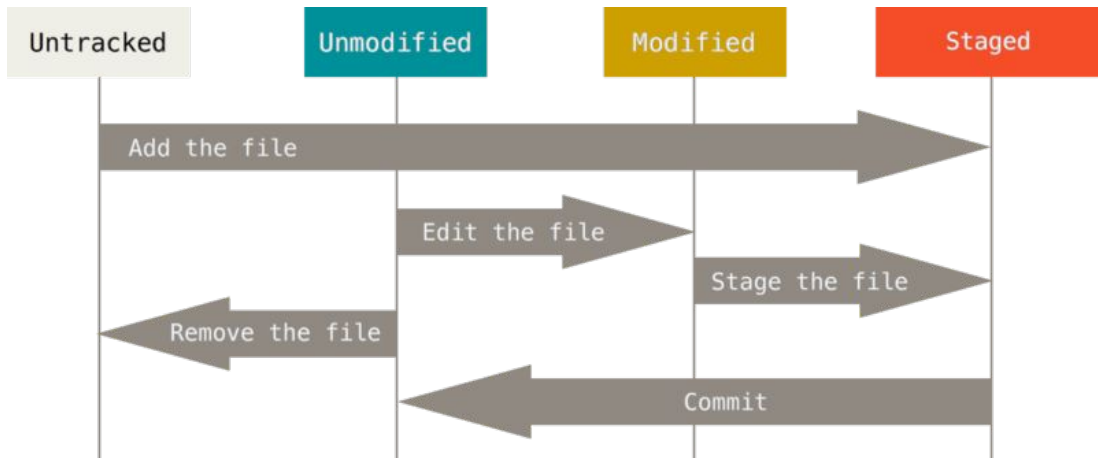 Untracked
Unmodified
Modified
Staged
Add the file
Edit the file
Stage the file
Remove the file
Commit